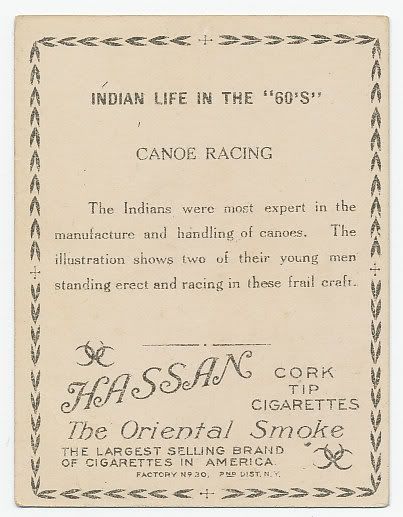 INDIAN LIFE IN THE "60'S"
CANOE RACING
The Indians were most expert in the
manufacture and handling of canoes. The
illustration shows two of their young men
standing erect and racing in these frail craft.
HASSAN
CORK
TIP
CIGARETTES
The Oriental Smoke
THE LARGEST SELLING BRAND
OF CIGARETTES IN AMERICA.
FACTORY Nº 30, 2ND DIST. N.Y.